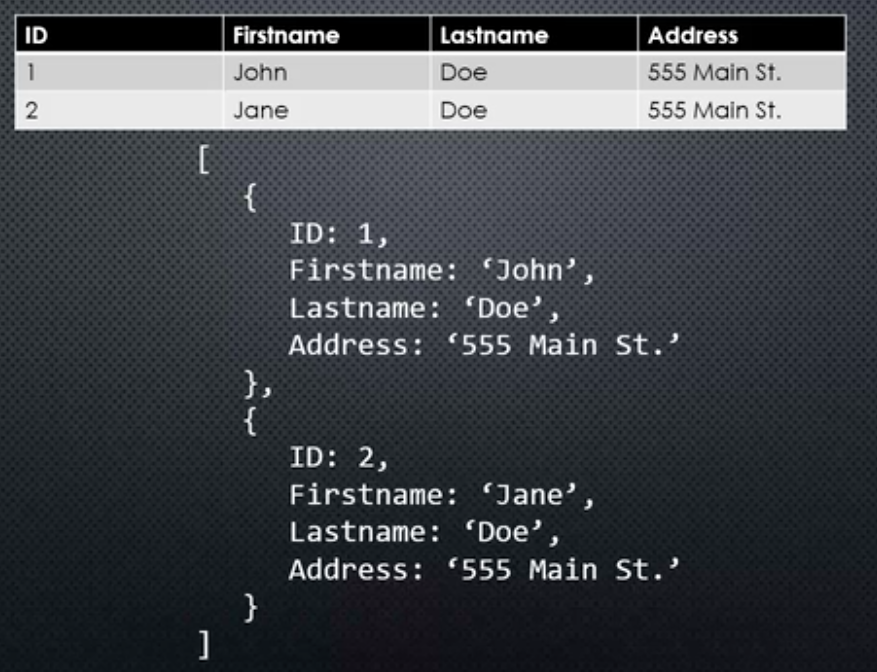 ID Firstname Lastname Address
1 John Doe 555 Main St.
2 Jane Doe 555 Main St.
[
{
ID: 1,
Firstname: ‘John’,
Lastname: ‘Doe’,
Address: ‘555 Main St.’
},
{
ID: 2,
Firstname: ‘Jane’,
Lastname: ‘Doe’,
Address: ‘555 Main St.’
}
]